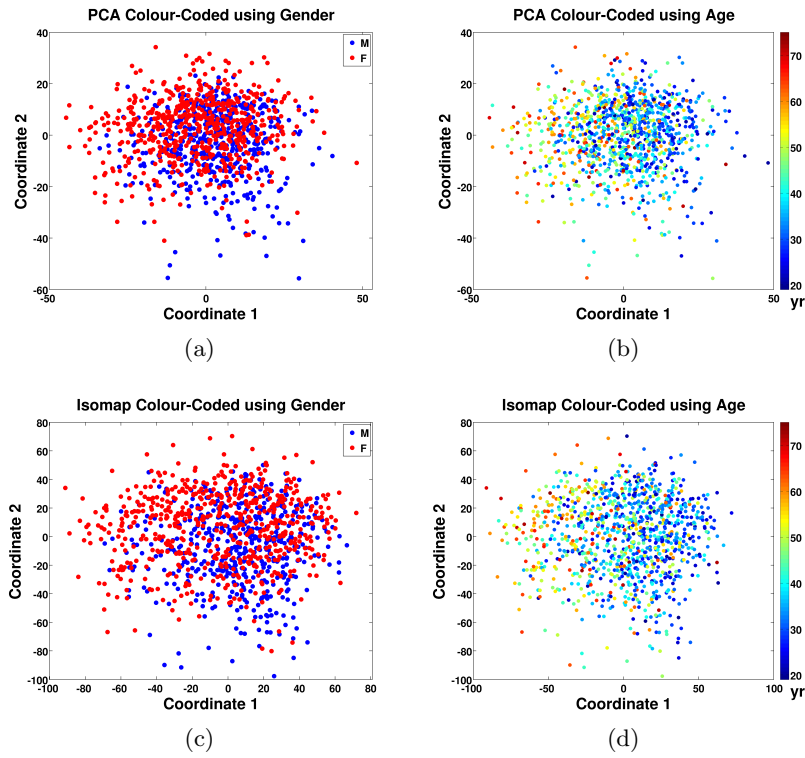 PCA Colour-Coded using Gender
40
20
0
-20
-40
-60
-50
0
50
Coordinate 2
Coordinate 1
M
F
(a)
PCA Colour-Coded using Age
40
20
0
-20
-40
-60
-50
0
50
Coordinate 2
Coordinate 1
70
60
50
40
30
20
yr
(b)
Isomap Colour-Coded using Gender
80
60
40
20
0
-20
-40
-60
-80
-100
-100
-80
-60
-40
-20
0
20
40
60
80
Coordinate 2
Coordinate 1
M
F
(c)
Isomap Colour-Coded using Age
80
60
40
20
0
-20
-40
-60
-80
-100
-100
-50
0
50
100
Coordinate 2
Coordinate 1
70
60
50
40
30
20
yr
(d)